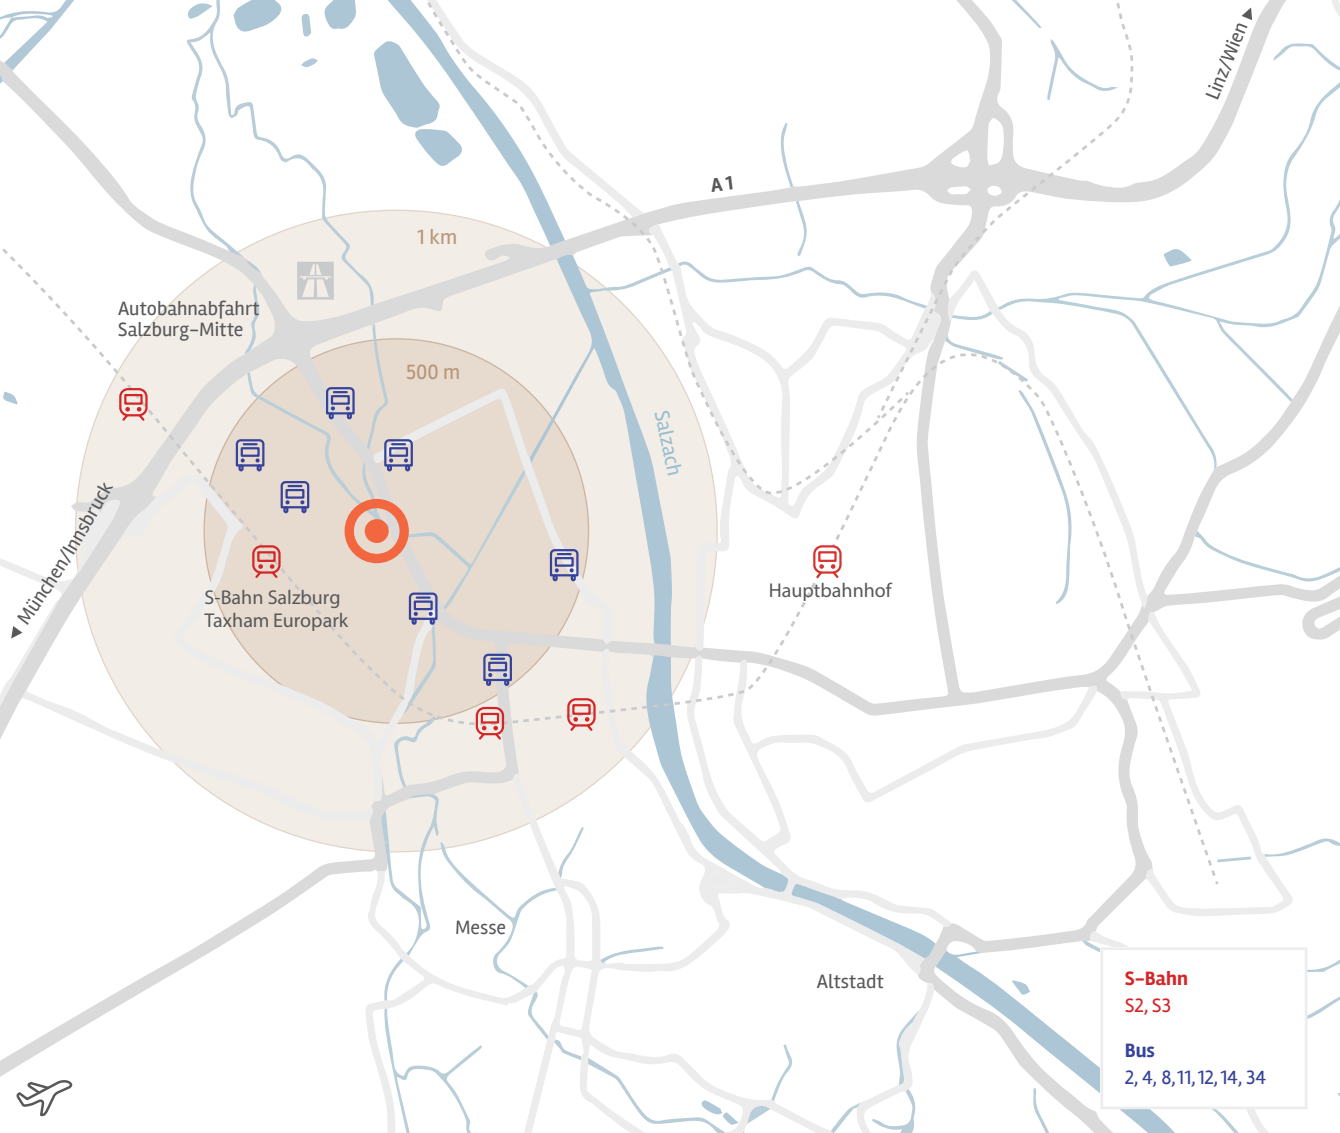 Linz/Wien
A 1
1 km
Autobahnabfahrt
Salzburg-Mitte
500 m
Salzach
München/Innsbruck
S-Bahn Salzburg
Taxham Europark
Hauptbahnhof
Messe
Altstadt
S-Bahn
S2, S3
Bus
2, 4, 8, 11, 12, 14, 34